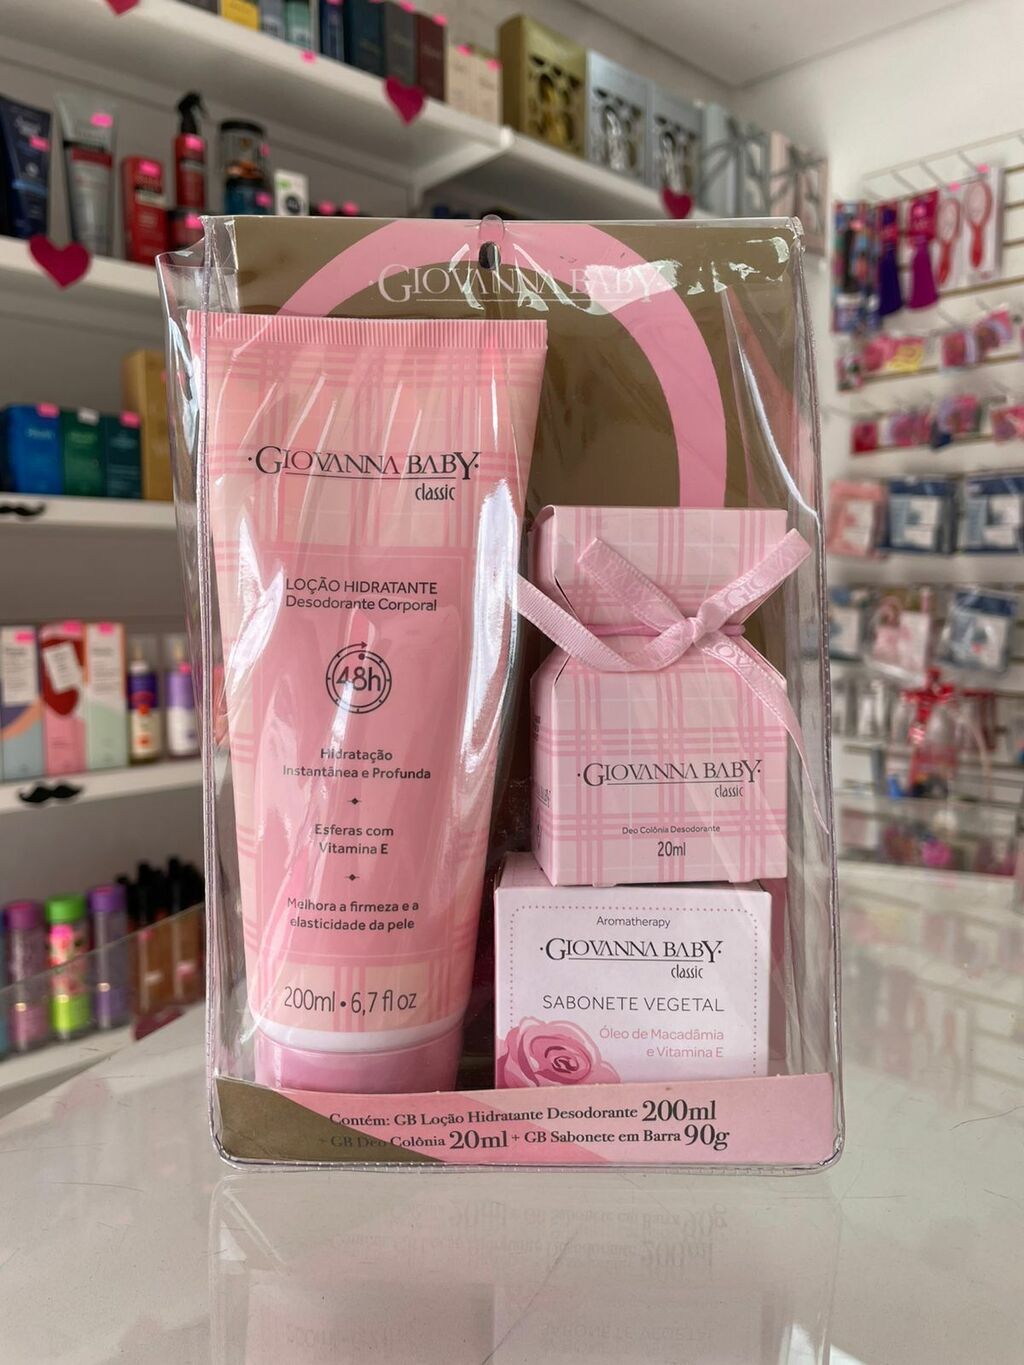 ·GIOVANNA BABY·
·GIOVANNA BABY·
classic
LOÇÃO HIDRATANTE
Desodorante Corporal
48h
Hidratação
Instantânea e Profunda
Esferas com
Vitamina E
Melhora a firmeza e a
elasticidade da pele
200ml • 6,7 fl oz
·GIOVANNA BABY·
classic
Deo Colônia Desodorante
20ml
Aromatherapy
·GIOVANNA BABY·
classic
SABONETE VEGETAL
Óleo de Macadâmia
e Vitamina E
Contém: GB Loção Hidratante Desodorante 200ml
+ GB Deo Colônia 20ml + GB Sabonete em Barra 90g